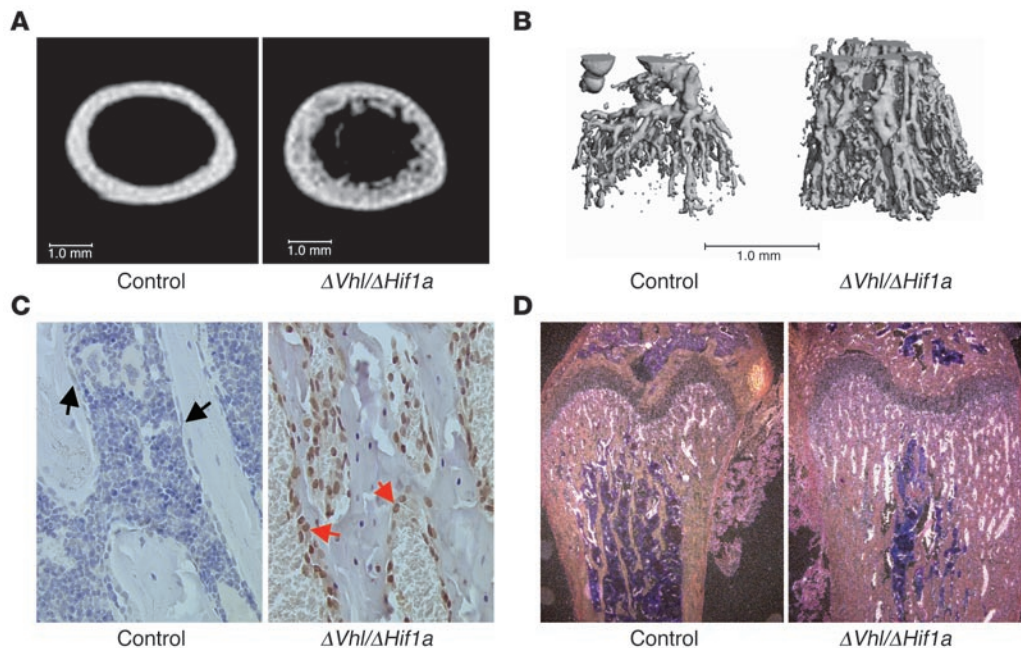 A
B
1.0 mm
1.0 mm
Control
ΔVhl/ΔHif1a
1.0 mm
Control
ΔVhl/ΔHif1a
C
D
Control
ΔVhl/ΔHif1a
Control
ΔVhl/ΔHif1a